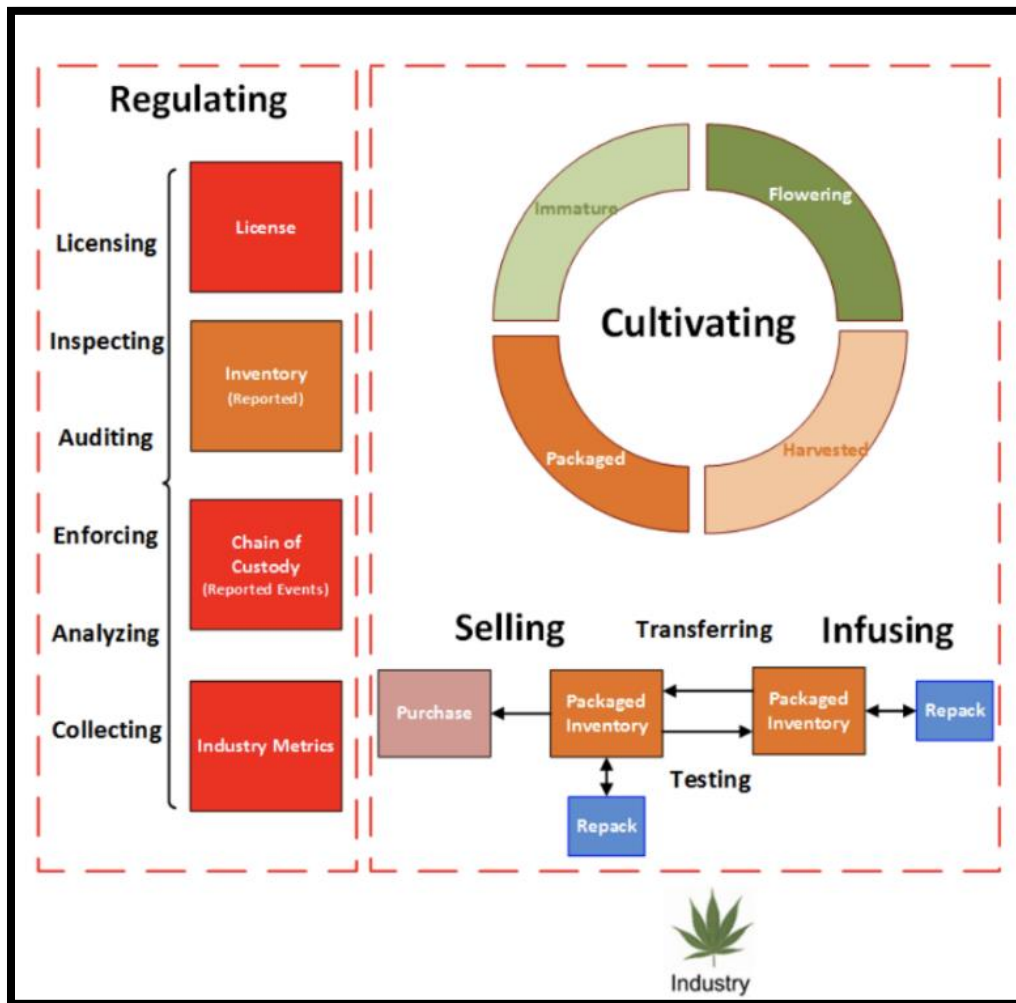 Regulating
Licensing
Inspecting
Auditing
Enforcing
Analyzing
Collecting
License
Inventory
(Reported)
Chain of
Custody
(Reported Events)
Industry Metrics
Immature
Flowering
Cultivating
Packaged
Harvested
Selling
Transferring
Infusing
Purchase
Packaged
Inventory
Packaged
Inventory
Repack
Testing
Repack
Industry